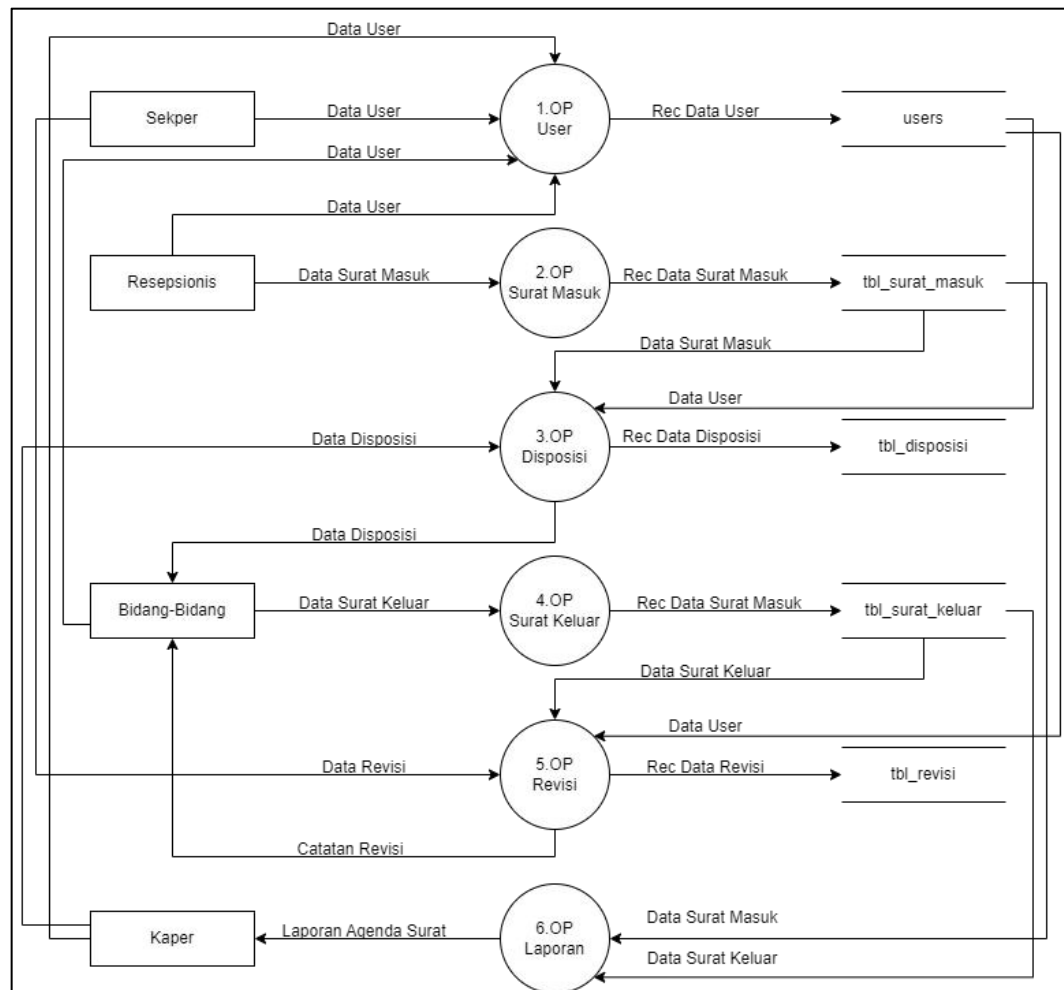 Data User
Sekper
Data User
1.OP
User
Rec Data User
users
Data User
Data User
Resepsionis
Data Surat Masuk
2.OP
Surat Masuk
Rec Data Surat Masuk
tbl_surat_masuk
Data Surat Masuk
Data User
Data Disposisi
3.OP
Disposisi
Rec Data Disposisi
tbl_disposisi
Data Disposisi
Bidang-Bidang
Data Surat Keluar
4.OP
Surat Keluar
Rec Data Surat Masuk
tbl_surat_keluar
Data Surat Keluar
Data User
Data Revisi
5.OP
Revisi
Rec Data Revisi
tbl_revisi
Catatan Revisi
Kaper
Laporan Agenda Surat
6.OP
Laporan
Data Surat Masuk
Data Surat Keluar